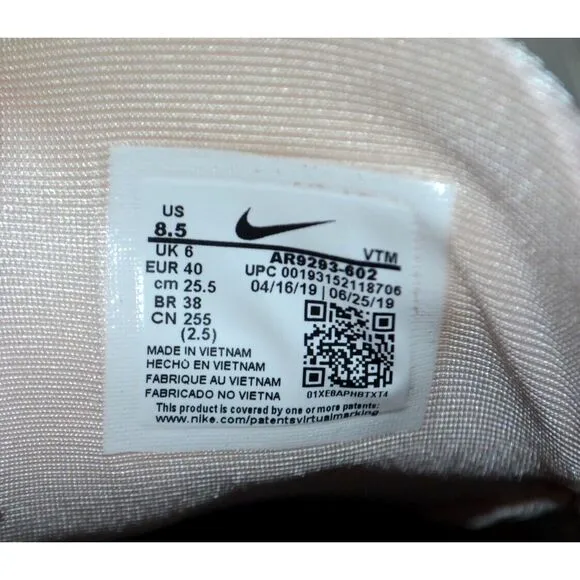 US
8.5
UK 6
EUR 40
cm 25.5
BR 38
CN 255
(2.5)
AR9293-602
VTM
UPC 00193152118706
04/16/19 | 06/25/19
01XE8APHBTXT4
MADE IN VIETNAM
HECHO EN VIETNAM
FABRIQUE AU VIETNAM
FABRICADO NO VIETNA
This product is covered by one or more patents:
www.nike.com/patentsvirtualmarking